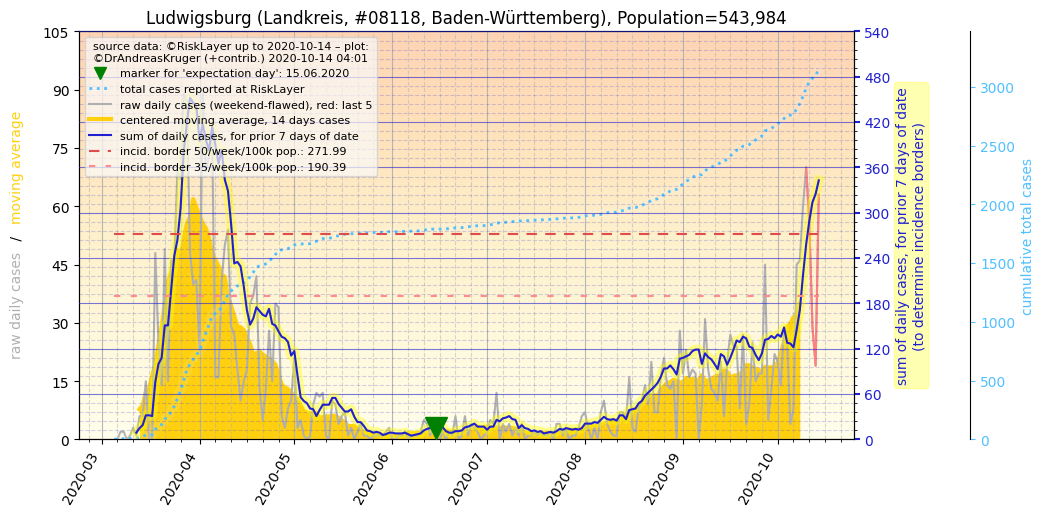 Ludwigsburg (Landkreis, #08118, Baden-Württemberg), Population=543,984
source data: ©RiskLayer up to 2020-10-14 – plot:
©DrAndreasKruger (+contrib.) 2020-10-14 04:01
marker for 'expectation day': 15.06.2020
total cases reported at RiskLayer
raw daily cases (weekend-flawed), red: last 5
centered moving average, 14 days cases
sum of daily cases, for prior 7 days of date
incid. border 50/week/100k pop.: 271.99
incid. border 35/week/100k pop.: 190.39
raw daily cases / moving average
105
90
75
60
45
30
15
0
2020-03
2020-04
2020-05
2020-06
2020-07
2020-08
2020-09
2020-10
540
480
420
360
300
240
180
120
60
0
sum of daily cases, for prior 7 days of date
(to determine incidence borders)
3000
2500
2000
1500
1000
500
0
cumulative total cases